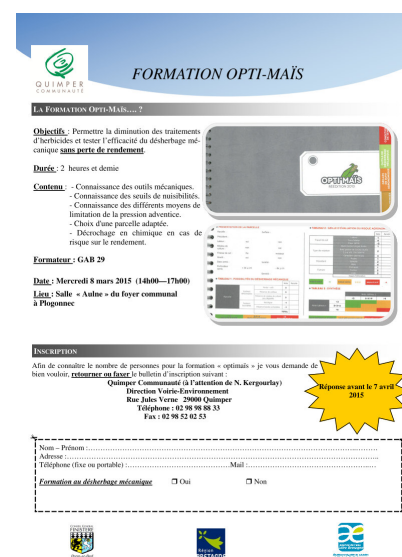 FORMATION OPTI-MAÏS
QUIMPER
COMMUNAUTÉ
LA FORMATION OPTI-MAÏS…. ?
Objectifs : Permettre la diminution des traitements
d'herbicides et tester l'efficacité du désherbage mé-
canique sans perte de rendement.
Durée : 2 heures et demie
Contenu : - Connaissance des outils mécaniques.
- Connaissance des seuils de nuisibilités.
- Connaissance des différents moyens de
limitation de la pression adventice.
- Choix d'une parcelle adaptée.
- Décrochage en chimique en cas de
risque sur le rendement.
Formateur : GAB 29
Date : Mercredi 8 mars 2015 (14h00—17h00)
Lieu : Salle « Aulne » du foyer communal
à Plogonnec
OPTI'MAÏS
INSCRIPTION
Afin de connaître le nombre de personnes pour la formation « optimaïs » je vous demande de
bien vouloir, retourner ou faxer le bulletin d'inscription suivant :
Quimper Communauté (à l'attention de N. Kergourlay)
Direction Voirie-Environnement
Rue Jules Verne 29000 Quimper
Téléphone : 02 98 98 88 33
Fax : 02 98 52 02 53
Réponse avant le 7 avril
2015
Nom – Prénom :…………………………………………………………………………
Adresse :…………………………………………………………………………………
Téléphone (fixe ou portable) :…………………………Mail :…………………………………
Formation au désherbage mécanique ❒ Oui ❒ Non
FINISTÈRE
Région
BRETAGNE